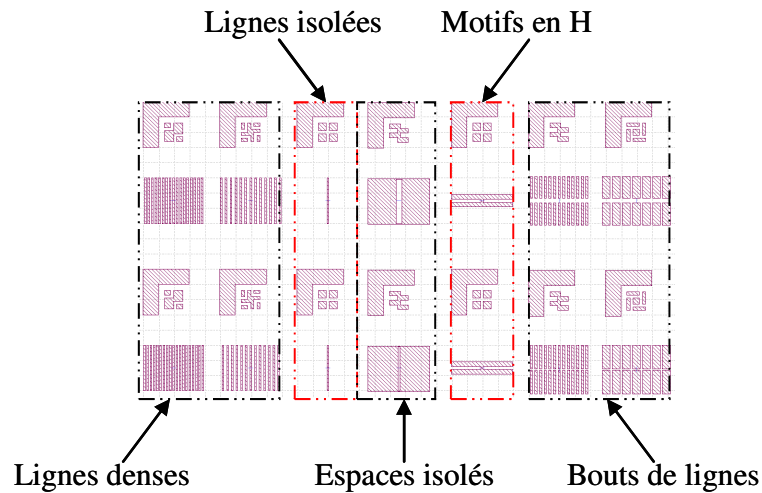 Lignes isolées
Motifs en H
Lignes denses
Espaces isolés
Bouts de lignes